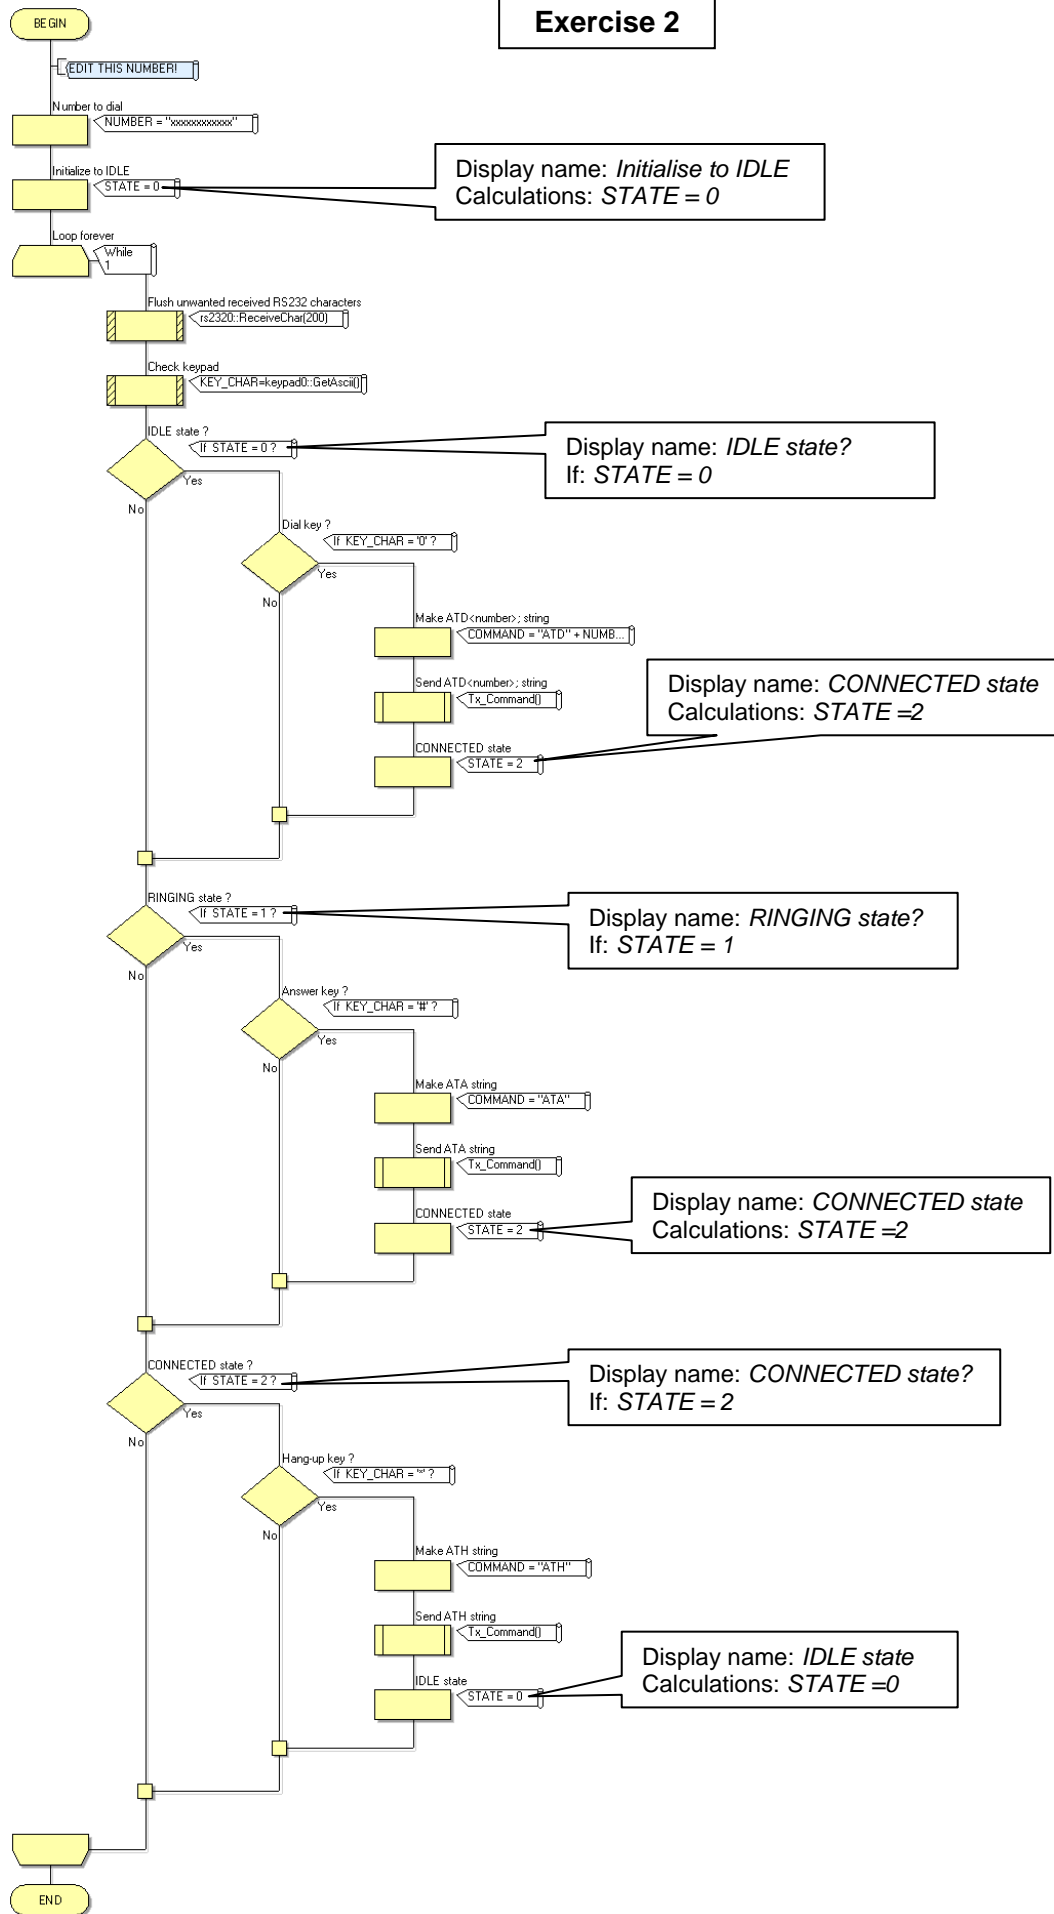 Exercise 2
BEGIN
EDIT THIS NUMBER!
Number to dial
NUMBER = "xxxxxxxxxxxx"
Initialize to IDLE
STATE = 0
Display name: Initialise to IDLE
Calculations: STATE = 0
Loop forever
While
1
Flush unwanted received RS232 characters
rs2320::ReceiveChar(200)
Check keypad
KEY_CHAR=keypad0::GetAscii()
IDLE state ?
If STATE = 0 ?
Display name: IDLE state?
If: STATE = 0
Yes
No
Dial key ?
If KEY_CHAR = '0' ?
Yes
No
Make ATD<number>; string
COMMAND = "ATD" + NUMB...
Send ATD<number>; string
Tx_Command()
Display name: CONNECTED state
Calculations: STATE =2
CONNECTED state
STATE = 2
RINGING state ?
If STATE = 1 ?
Display name: RINGING state?
If: STATE = 1
Yes
No
Answer key ?
If KEY_CHAR = '#' ?
Yes
No
Make ATA string
COMMAND = "ATA"
Send ATA string
Tx_Command()
CONNECTED state
STATE = 2
Display name: CONNECTED state
Calculations: STATE =2
CONNECTED state ?
If STATE = 2 ?
Display name: CONNECTED state?
If: STATE = 2
Yes
No
Hang-up key ?
If KEY_CHAR = '*' ?
Yes
No
Make ATH string
COMMAND = "ATH"
Send ATH string
Tx_Command()
IDLE state
STATE = 0
Display name: IDLE state
Calculations: STATE =0
END